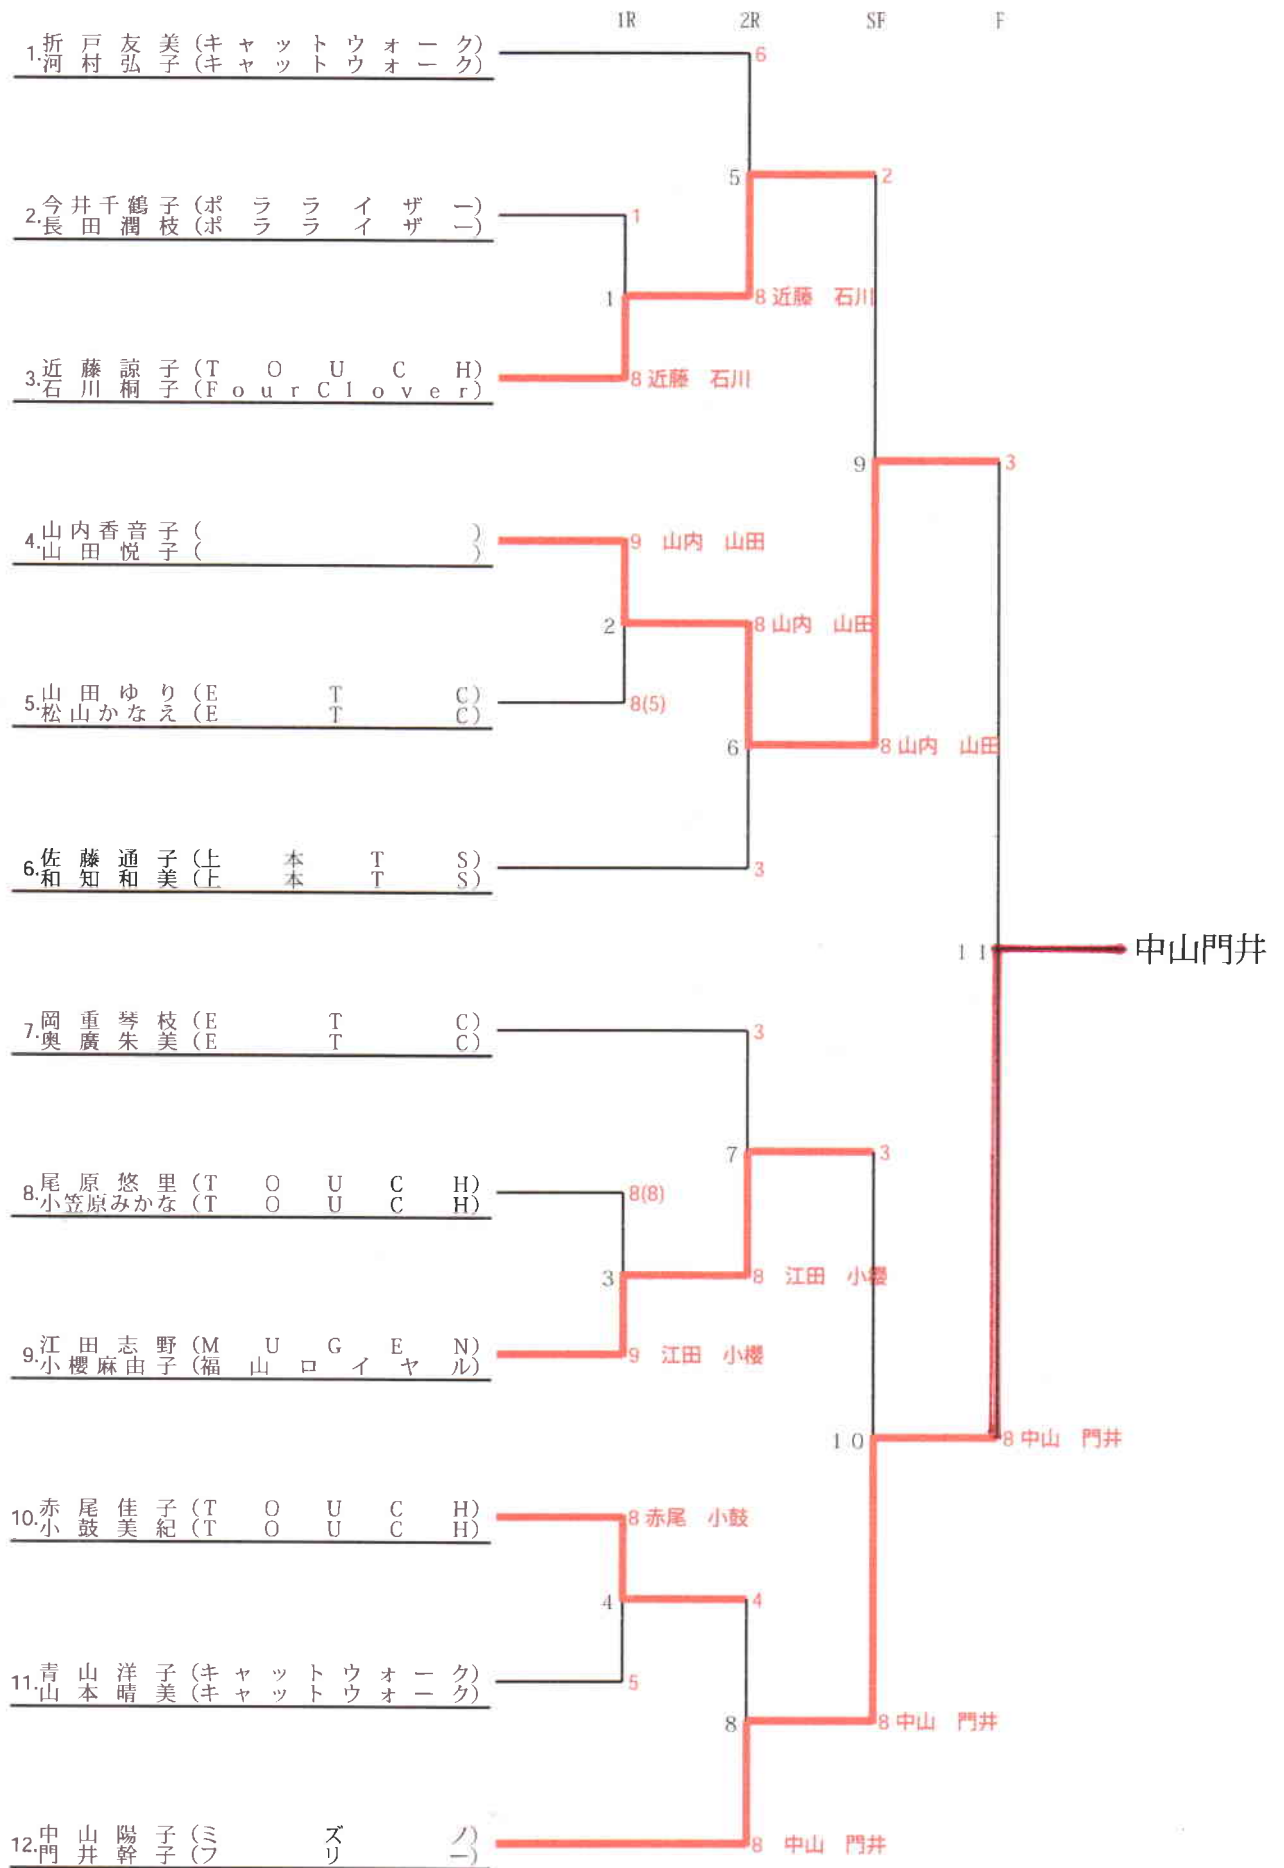 1R 2R SF F
1. 折戸友美(キャットウォーク)
河村弘子(キャットウォーク)
6
5
2
2. 今井千鶴子(ポラライザー)
長田潤枝(ポラライザー)
1
1
8 近藤 石川
3. 近藤諒子(TOUCH)
石川桐子(FourClover)
8 近藤 石川
9
3
4. 山内香音子( )
山田悦子( )
9 山内 山田
2
8 山内 山田
5. 山田ゆり(ETC)
松山かなえ(ETC)
8(5)
6
8 山内 山田
6. 佐藤通子(上本TS)
和知和美(上本TS)
3
11
中山門井
7. 岡重琴枝(ETC)
奥廣朱美(ETC)
3
7
3
8. 尾原悠里(TOUCH)
小笠原みかな(TOUCH)
8(8)
3
8 江田 小櫻
9. 江田志野(MUGEN)
小櫻麻由子(福山ロイヤル)
9 江田 小櫻
10
8 中山 門井
10. 赤尾佳子(TOUCH)
小鼓美紀(TOUCH)
8 赤尾 小鼓
4
4
11. 青山洋子(キャットウォーク)
山本晴美(キャットウォーク)
5
8
8 中山 門井
12. 中山陽子(ミズノ)
門井幹子(フリー)
8 中山 門井